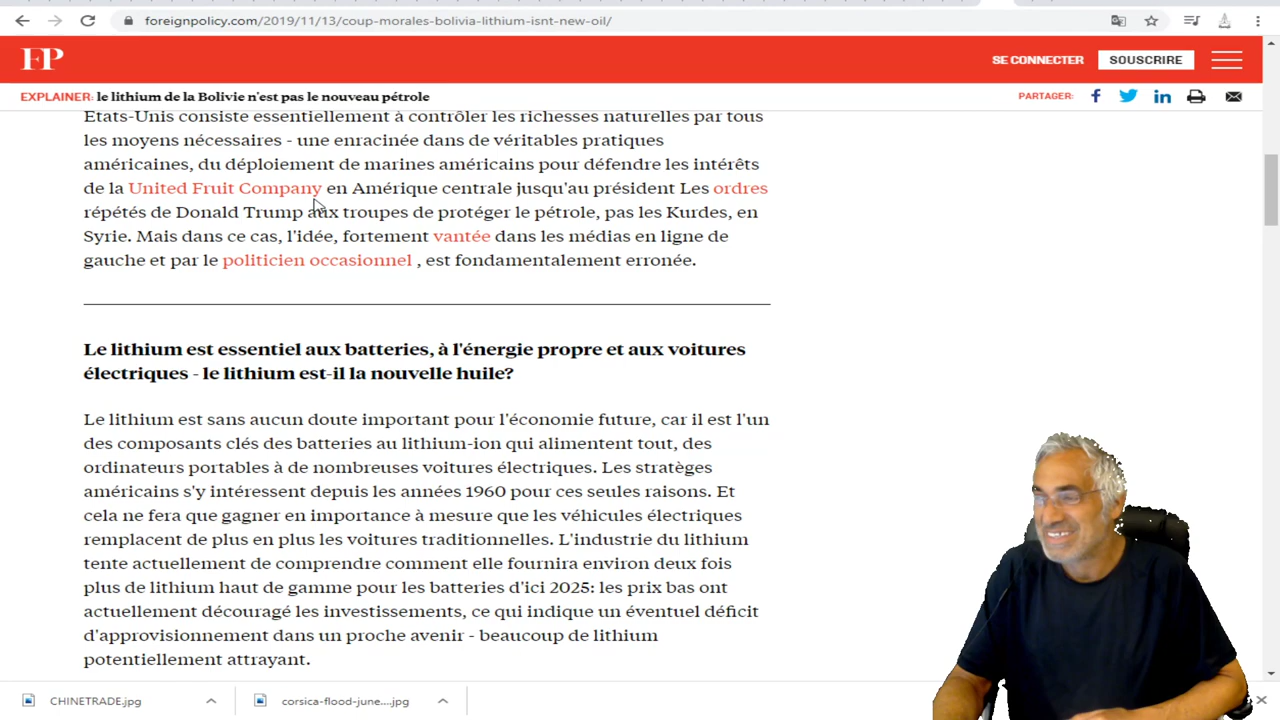 foreignpolicy.com/2019/11/13/coup-morales-bolivia-lithium-isnt-new-oil/
FP
SE CONNECTER
SOUSCRIRE
EXPLAINER: le lithium de la Bolivie n'est pas le nouveau pétrole
PARTAGER:
Etats-Unis consiste essentiellement à contrôler les richesses naturelles par tous
les moyens nécessaires - une enracinée dans de véritables pratiques
américaines, du déploiement de marines américains pour défendre les intérêts
de la United Fruit Company en Amérique centrale jusqu'au président Les ordres
répétés de Donald Trump aux troupes de protéger le pétrole, pas les Kurdes, en
Syrie. Mais dans ce cas, l'idée, fortement vantée dans les médias en ligne de
gauche et par le politicien occasionnel , est fondamentalement erronée.
Le lithium est essentiel aux batteries, à l'énergie propre et aux voitures
électriques - le lithium est-il la nouvelle huile?
Le lithium est sans aucun doute important pour l'économie future, car il est l'un
des composants clés des batteries au lithium-ion qui alimentent tout, des
ordinateurs portables à de nombreuses voitures électriques. Les stratèges
américains s'y intéressent depuis les années 1960 pour ces seules raisons. Et
cela ne fera que gagner en importance à mesure que les véhicules électriques
remplacent de plus en plus les voitures traditionnelles. L'industrie du lithium
tente actuellement de comprendre comment elle fournira environ deux fois
plus de lithium haut de gamme pour les batteries d'ici 2025: les prix bas ont
actuellement découragé les investissements, ce qui indique un éventuel déficit
d'approvisionnement dans un proche avenir - beaucoup de lithium
potentiellement attrayant.
CHINETRADE.jpg
corsica-flood-june....jpg